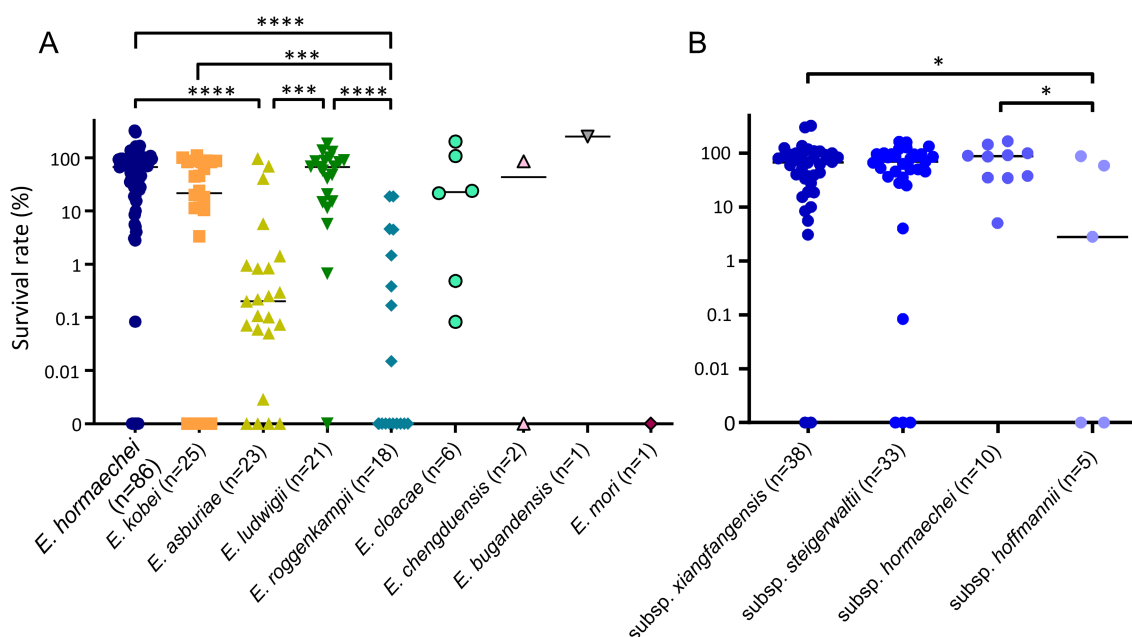 A
****
***
**** *** ****
Survival rate (%)
100
10
1
0.1
0.01
0
E. hormaechei
(n=86)
E. kobei (n=25)
E. asburiae (n=23)
E. ludwigii (n=21)
E. roggenkampii (n=18)
E. cloacae (n=6)
E. chengduensis (n=2)
E. bugandensis (n=1)
E. mori (n=1)
B
*
*
100
10
1
0.1
0.01
0
subsp. xiangfangensis (n=38)
subsp. steigerwaltii (n=33)
subsp. hormaechei (n=10)
subsp. hoffmannii (n=5)